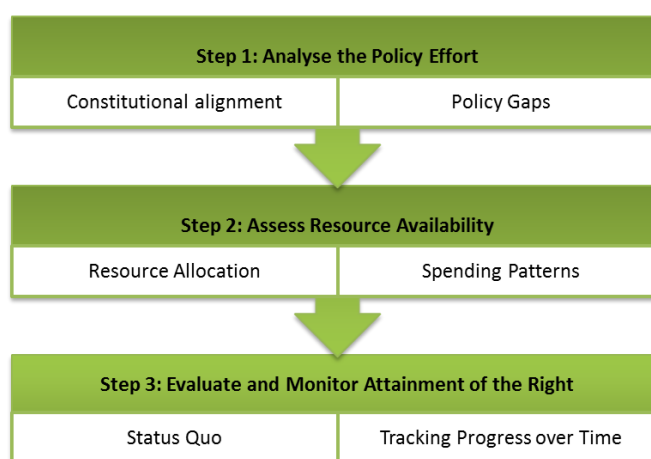 Step 1: Analyse the Policy Effort
Constitutional alignment
Policy Gaps
Step 2: Assess Resource Availability
Resource Allocation
Spending Patterns
Step 3: Evaluate and Monitor Attainment of the Right
Status Quo
Tracking Progress over Time